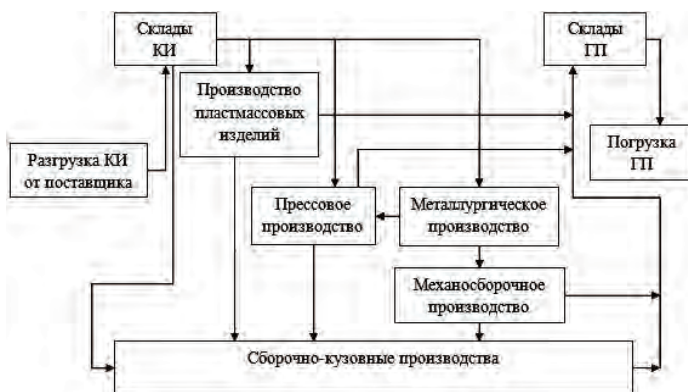 Склады
КИ
Склады
ГП
Производство
пластмассовых
изделий
Разгрузка КИ
от поставщика
Погрузка
ГП
Прессовое
производство
Металлургическое
производство
Механосборочное
производство
Сборочно-кузовные производства